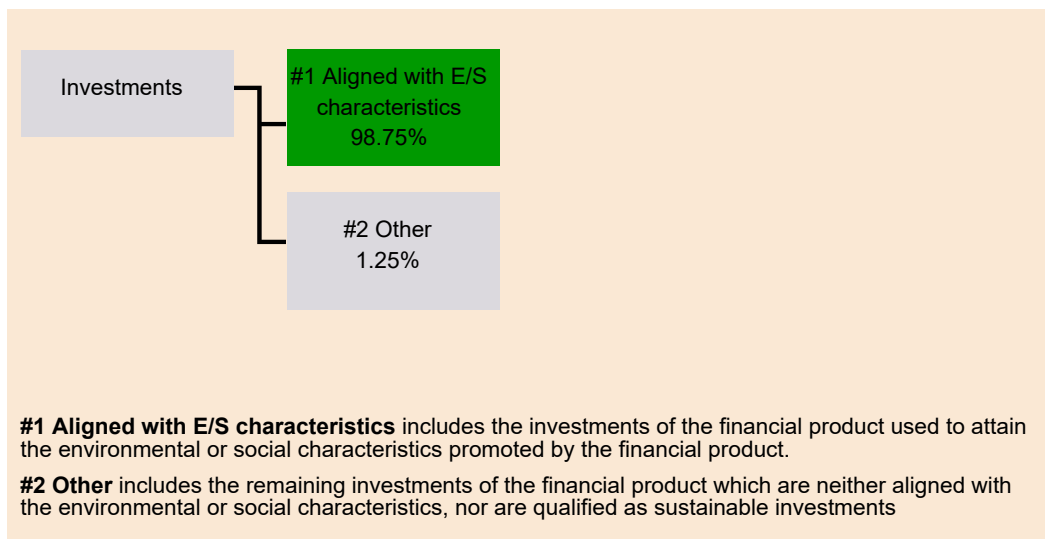 Investments
#1 Aligned with E/S
characteristics
98.75%
#2 Other
1.25%
#1 Aligned with E/S characteristics includes the investments of the financial product used to attain
the environmental or social characteristics promoted by the financial product.
#2 Other includes the remaining investments of the financial product which are neither aligned with
the environmental or social characteristics, nor are qualified as sustainable investments